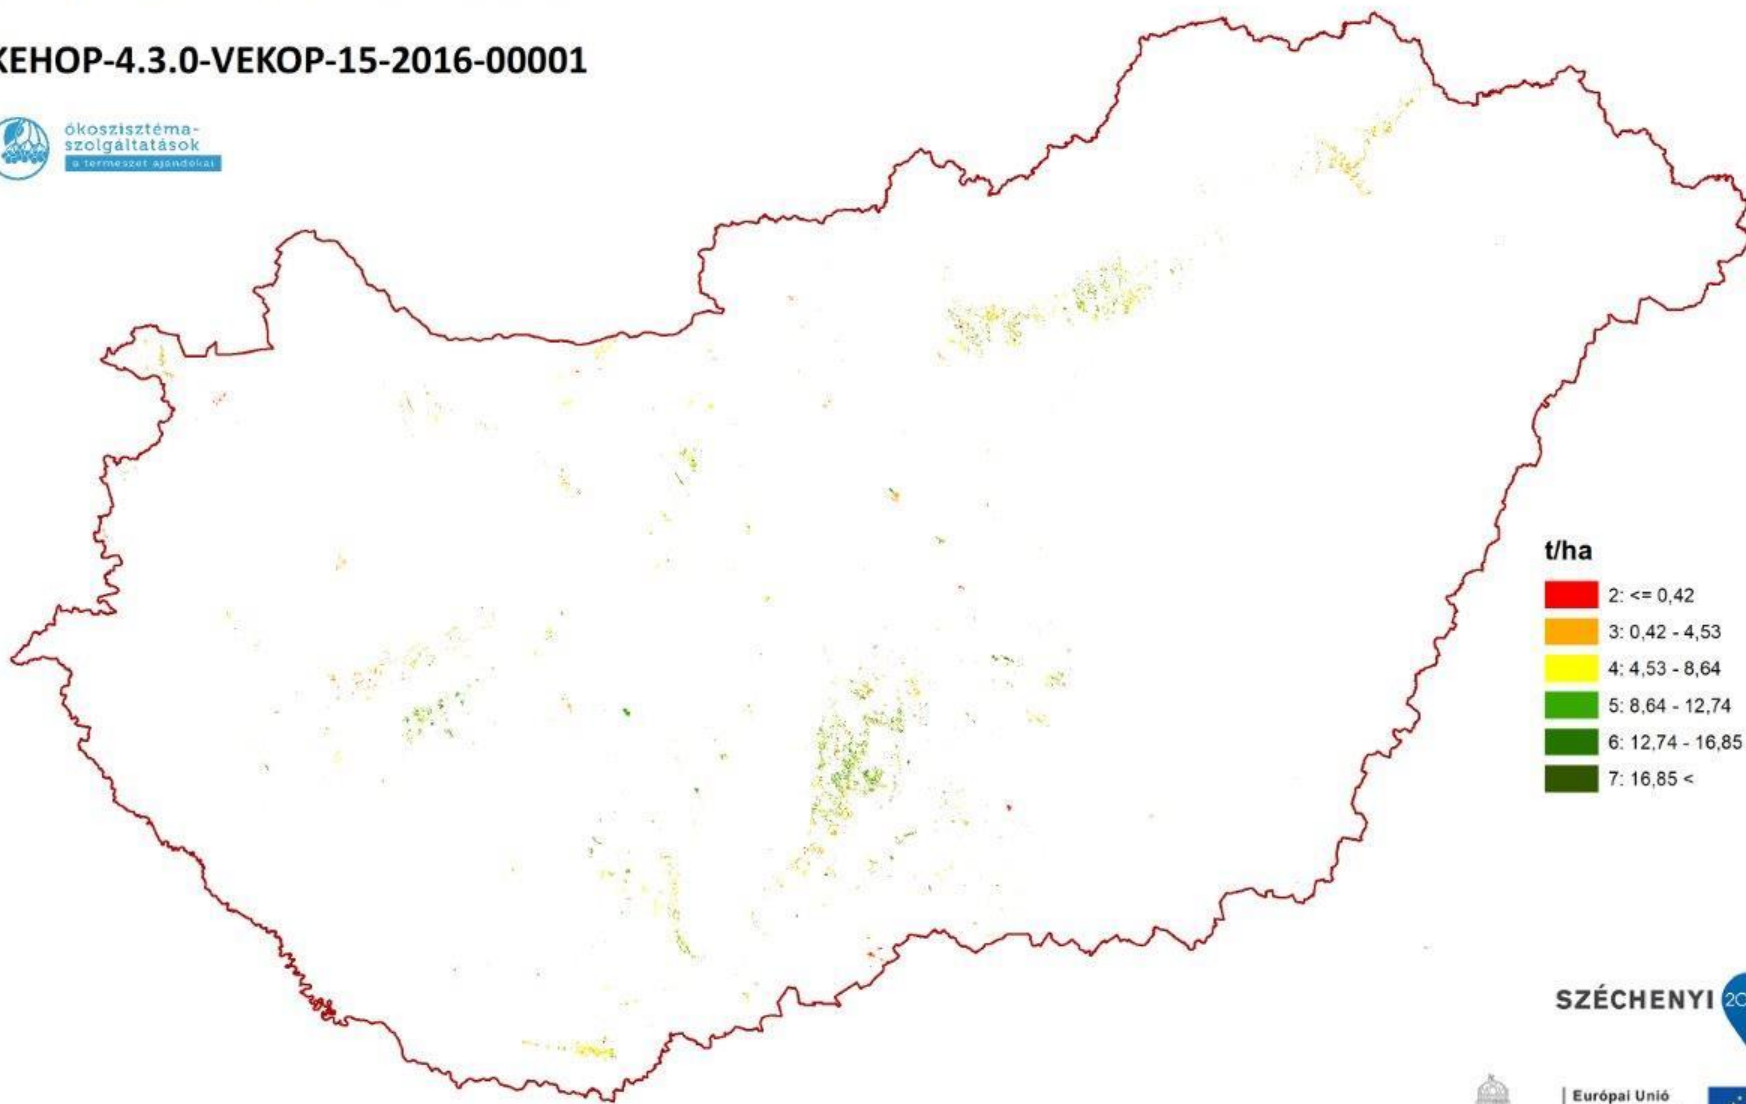 KEHOP-4.3.0-VEKOP-15-2016-00001
ökoszisztéma-
szolgáltatások
a természet ajándékai
t/ha
2: <= 0,42
3: 0,42 - 4,53
4: 4,53 - 8,64
5: 8,64 - 12,74
6: 12,74 - 16,85
7: 16,85 <
SZÉCHENYI
Európai Unió